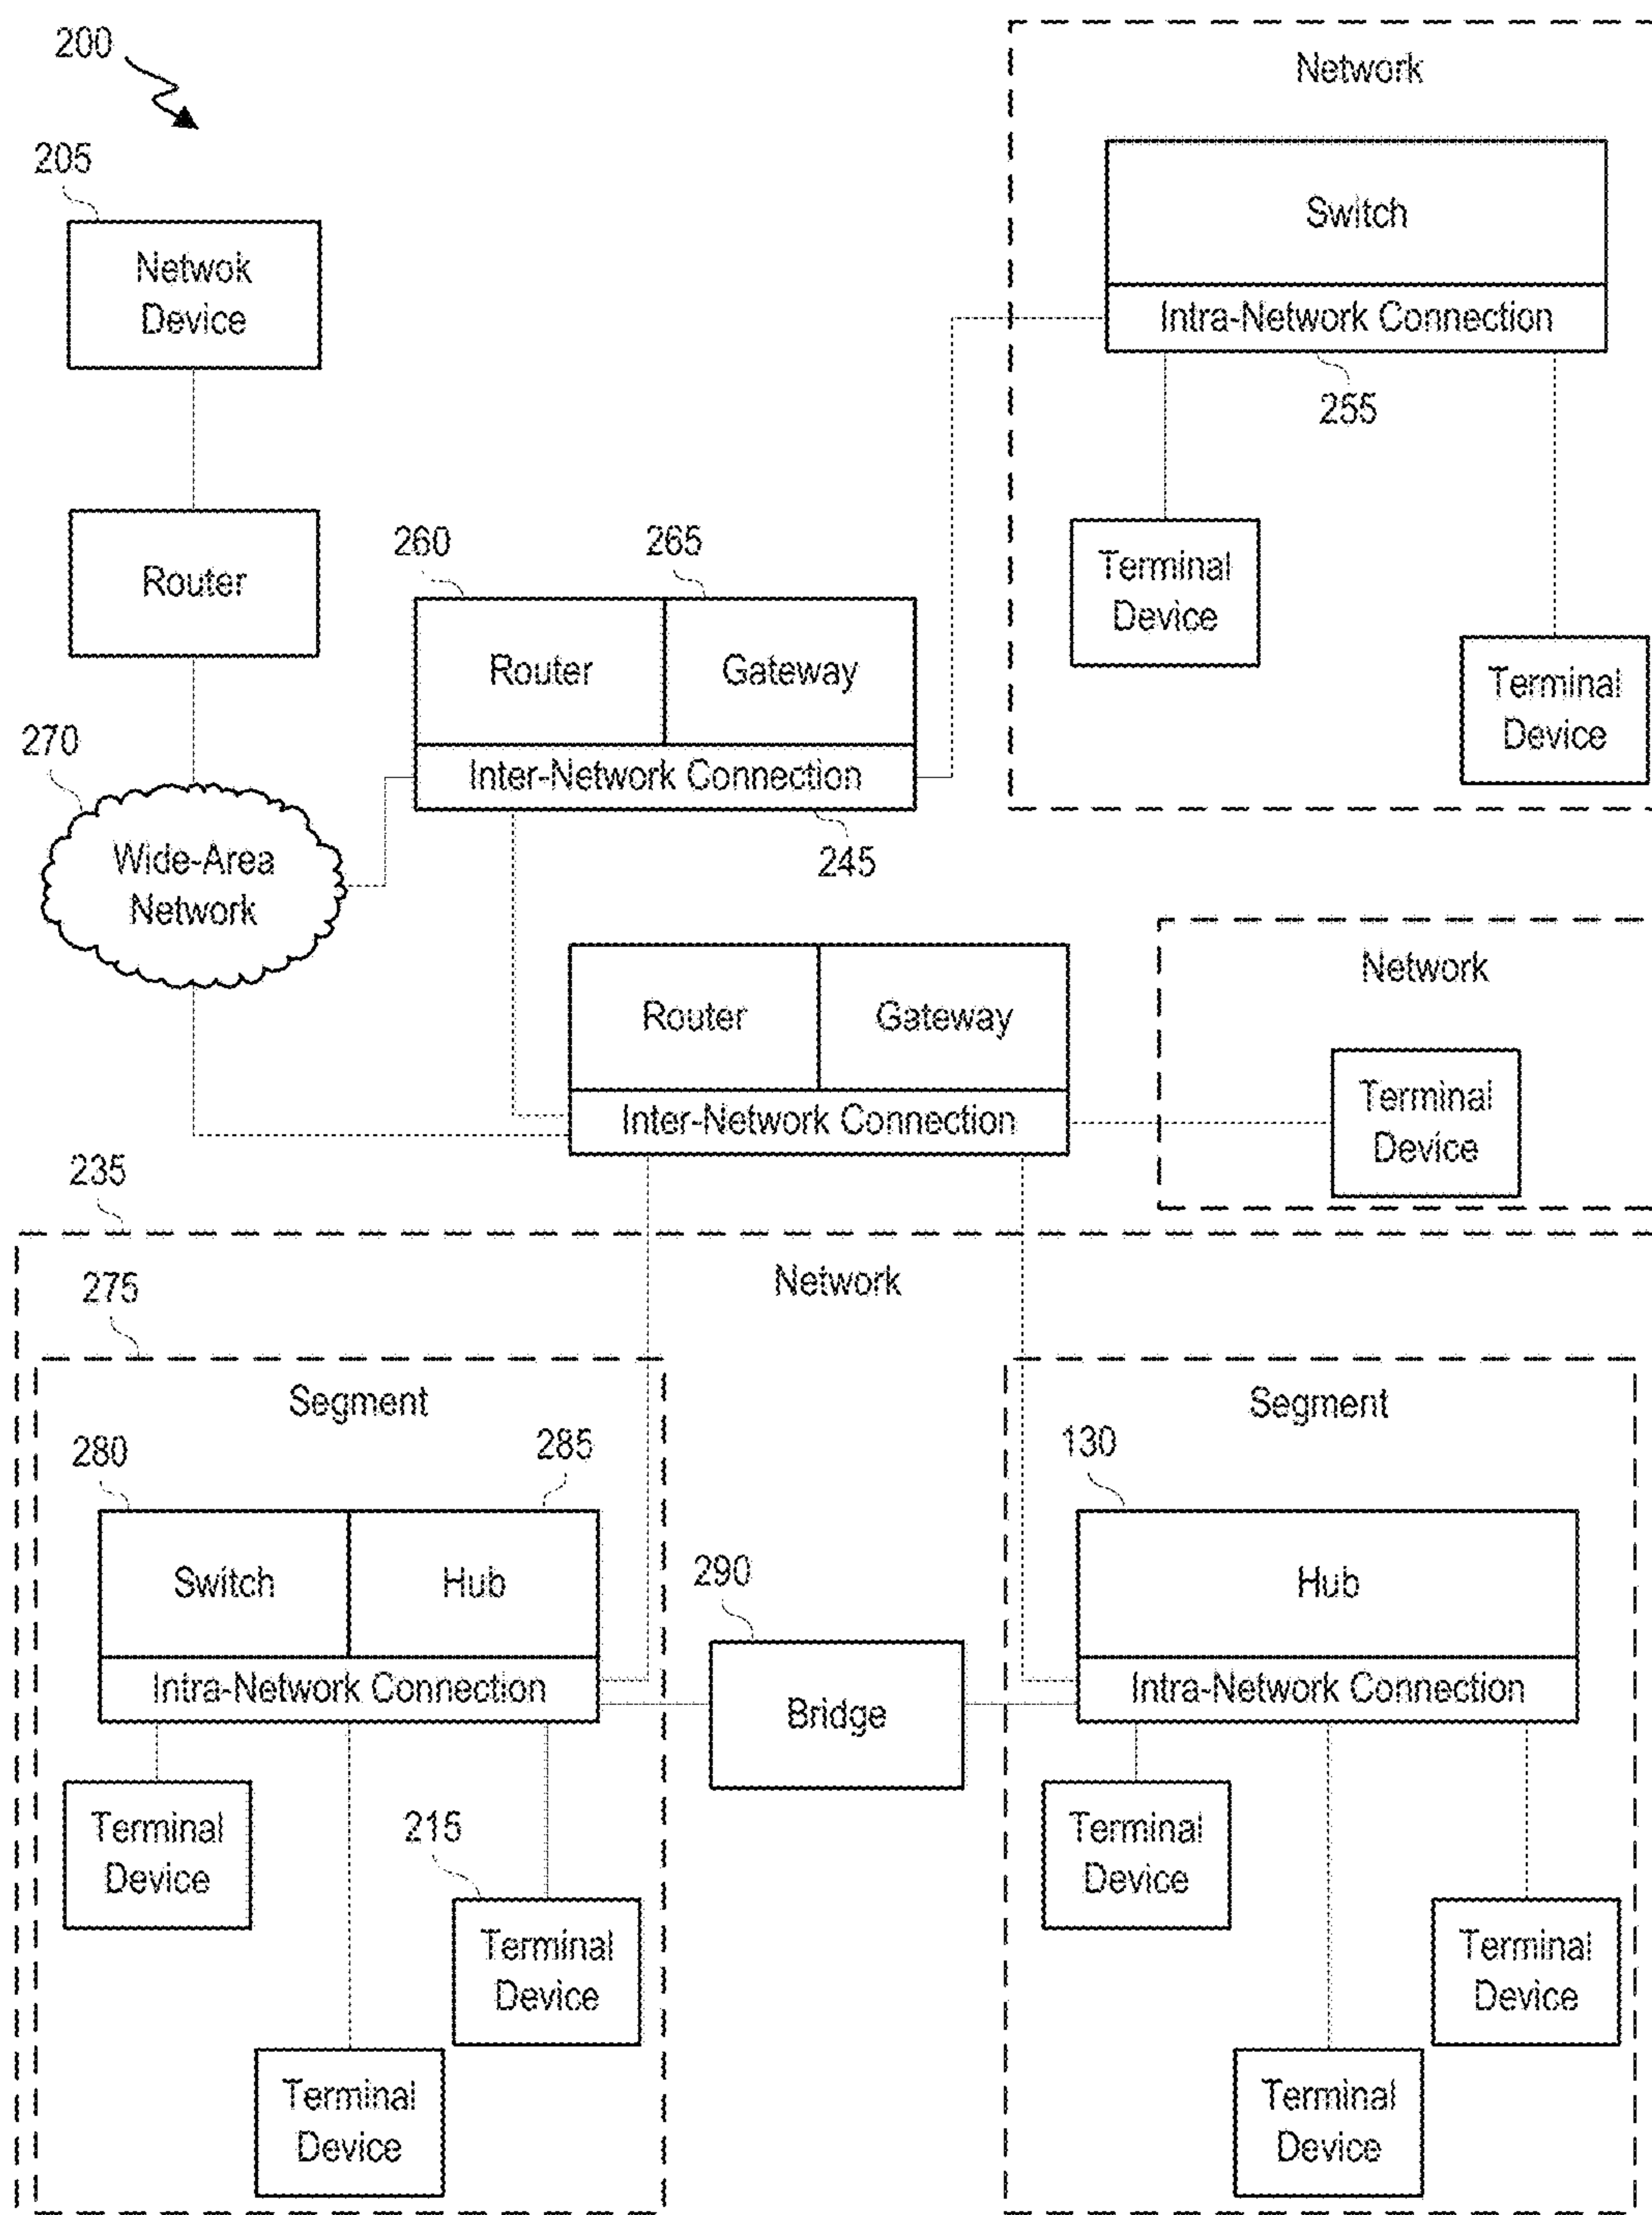 200
Network
205
Switch
Netwok
Device
Intra-Network Connection
255
Router
260
265
Terminal
Device
Router
Gateway
Terminal
Device
270
Inter-Network Connection
245
Wide-Area
Network
Network
Router
Gateway
Terminal
Device
Inter-Network Connection
235
Network
275
Segment
Segment
280
285
130
Switch
Hub
290
Hub
Intra-Network Connection
Bridge
Intra-Network Connection
Terminal
Device
215
Terminal
Device
Terminal
Device
Terminal
Device
Terminal
Device
Terminal
Device